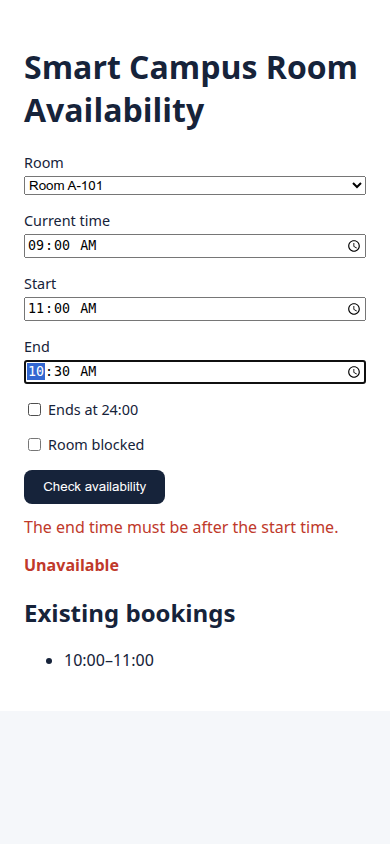 Smart Campus Room
Availability
Room
Room A-101
Current time
09:00 AM
Start
11:00 AM
End
10:30 AM
Ends at 24:00
Room blocked
Check availability
The end time must be after the start time.
Unavailable
Existing bookings
10:00–11:00